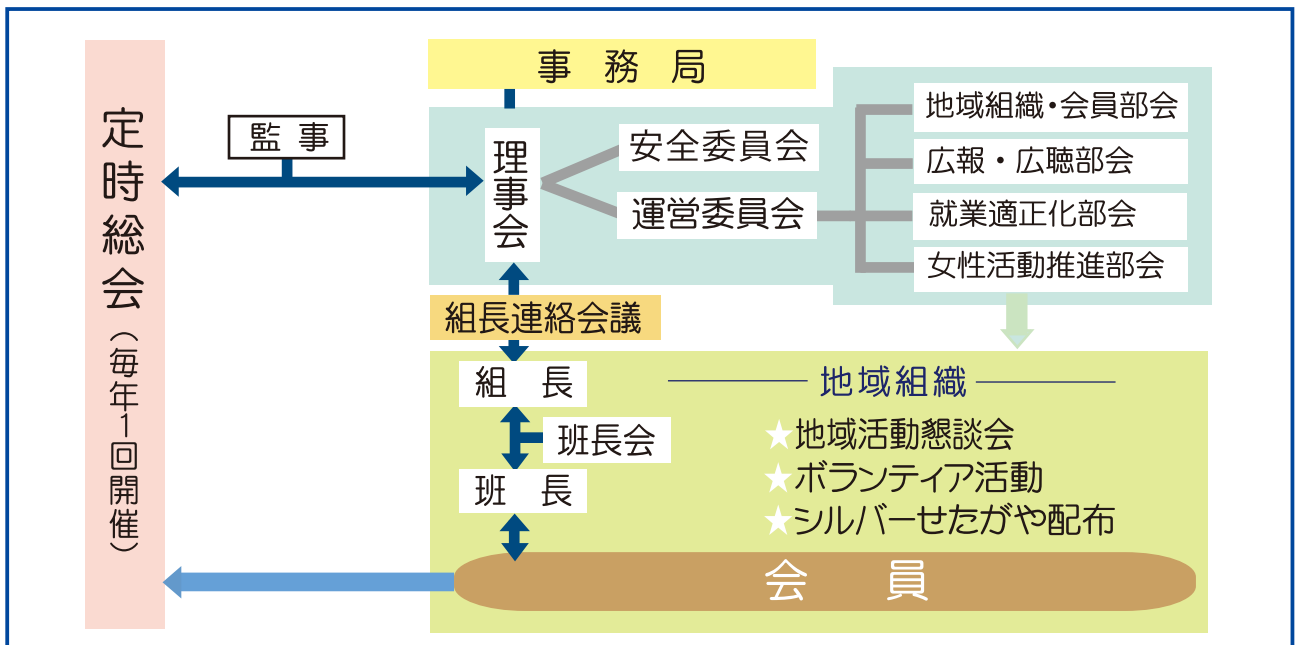 定時総会(毎年1回開催)
監事
事務局
理事会
安全委員会
運営委員会
地域組織・会員部会
広報・広聴部会
就業適正化部会
女性活動推進部会
組長連絡会議
組長
班長会
班長
地域組織
★地域活動懇談会
★ボランティア活動
★シルバーせたがや配布
会員